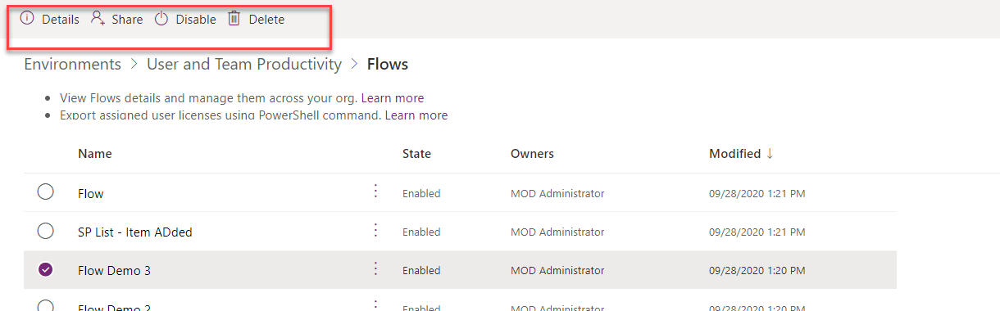 Details Share Disable Delete
Environments > User and Team Productivity > Flows
• View Flows details and manage them across your org. Learn more
• Export assigned user licenses using PowerShell command. Learn more
Name State Owners Modified ↓
Flow Enabled MOD Administrator 09/28/2020 1:21 PM
SP List - Item ADded Enabled MOD Administrator 09/28/2020 1:21 PM
Flow Demo 3 Enabled MOD Administrator 09/28/2020 1:20 PM
Flow Demo 2 Enabled MOD Administrator 09/28/2020 1:20 PM